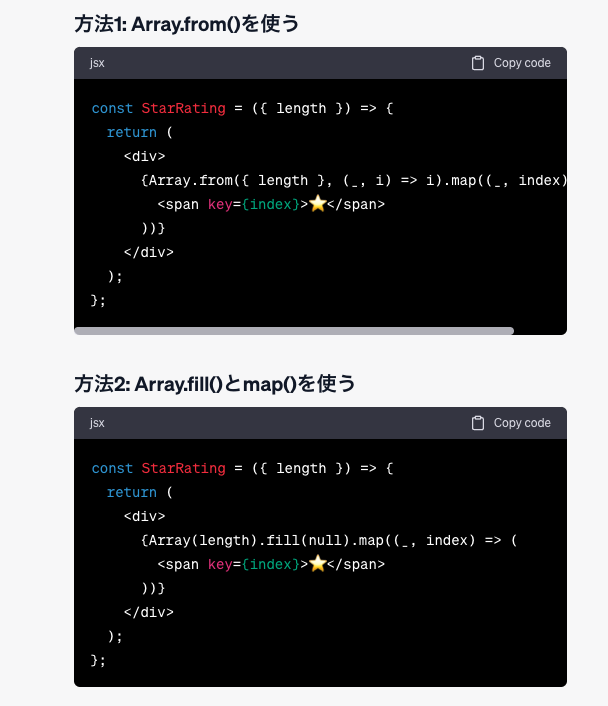 方法1: Array.from()を使う
jsx
Copy code
const StarRating = ({ length }) => {
  return (
    <div>
      {Array.from({ length }, (_, i) => i).map((_, index)
        <span key={index}>⭐</span>
      ))}
    </div>
  );
};
方法2: Array.fill()とmap()を使う
jsx
Copy code
const StarRating = ({ length }) => {
  return (
    <div>
      {Array(length).fill(null).map((_, index) => (
        <span key={index}>⭐</span>
      ))}
    </div>
  );
};